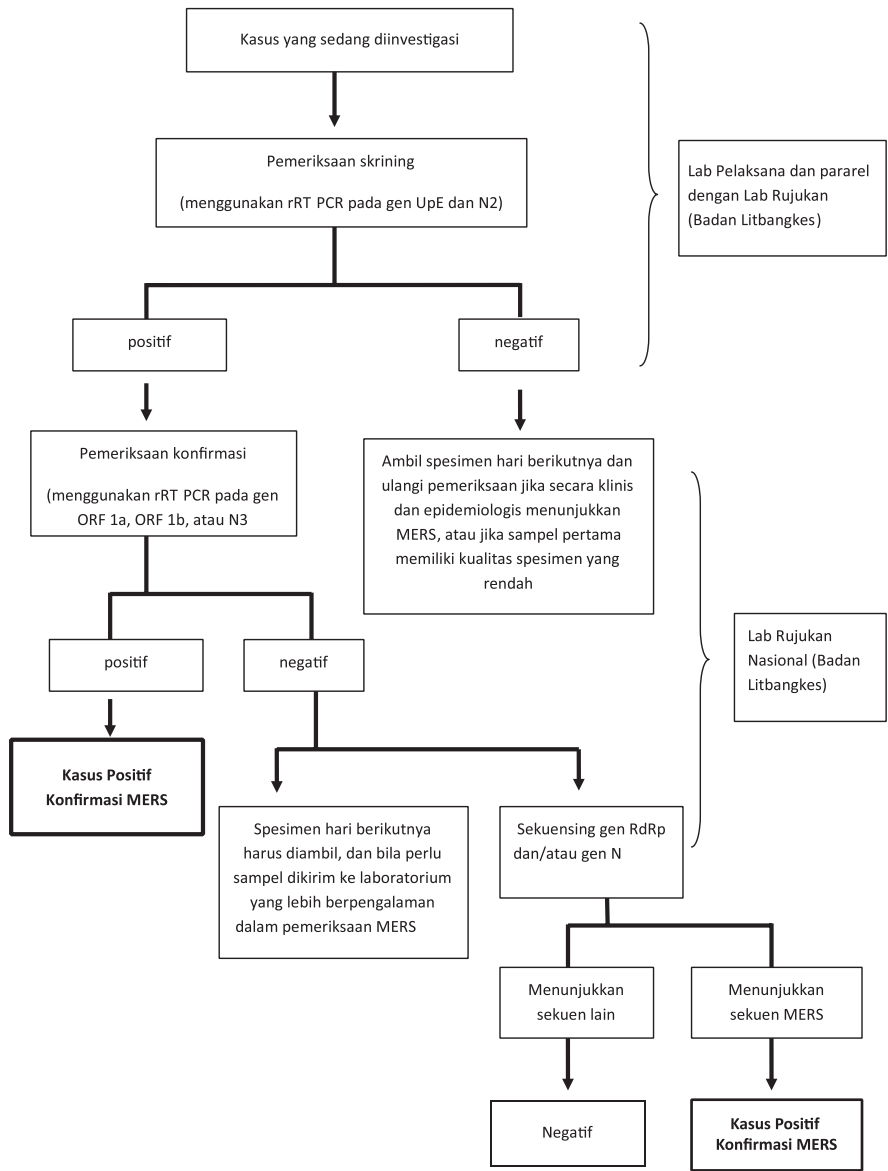 Kasus yang sedang diinvestigasi
Pemeriksaan skrining
(menggunakan rRT PCR pada gen UpE dan N2)
Lab Pelaksana dan pararel
dengan Lab Rujukan
(Badan Litbangkes)
positif
negatif
Pemeriksaan konfirmasi
(menggunakan rRT PCR pada gen
ORF 1a, ORF 1b, atau N3
Ambil spesimen hari berikutnya dan
ulangi pemeriksaan jika secara klinis
dan epidemiologis menunjukkan
MERS, atau jika sampel pertama
memiliki kualitas spesimen yang
rendah
Lab Rujukan
Nasional (Badan
Litbangkes)
positif
negatif
Kasus Positif
Konfirmasi MERS
Spesimen hari berikutnya
harus diambil, dan bila perlu
sampel dikirim ke laboratorium
yang lebih berpengalaman
dalam pemeriksaan MERS
Sekuensing gen RdRp
dan/atau gen N
Menunjukkan
sekuen lain
Menunjukkan
sekuen MERS
Negatif
Kasus Positif
Konfirmasi MERS